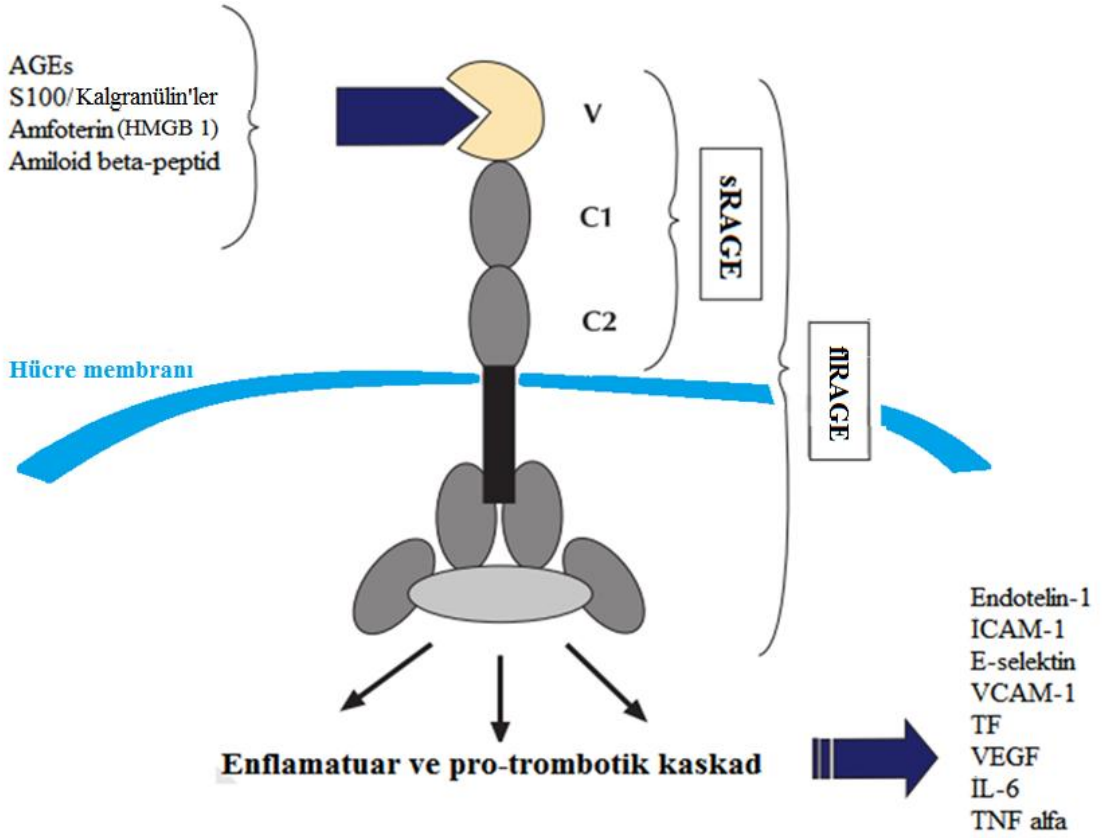 AGEs
S100/Kalgranülin'ler
Amfoterin (HMGB 1)
Amiloid beta-peptid
V
C1
C2
sRAGE
flRAGE
Hücre membranı
Enflamatuar ve pro-trombotik kaskad
Endotelin-1
ICAM-1
E-selektin
VCAM-1
TF
VEGF
İL-6
TNF alfa